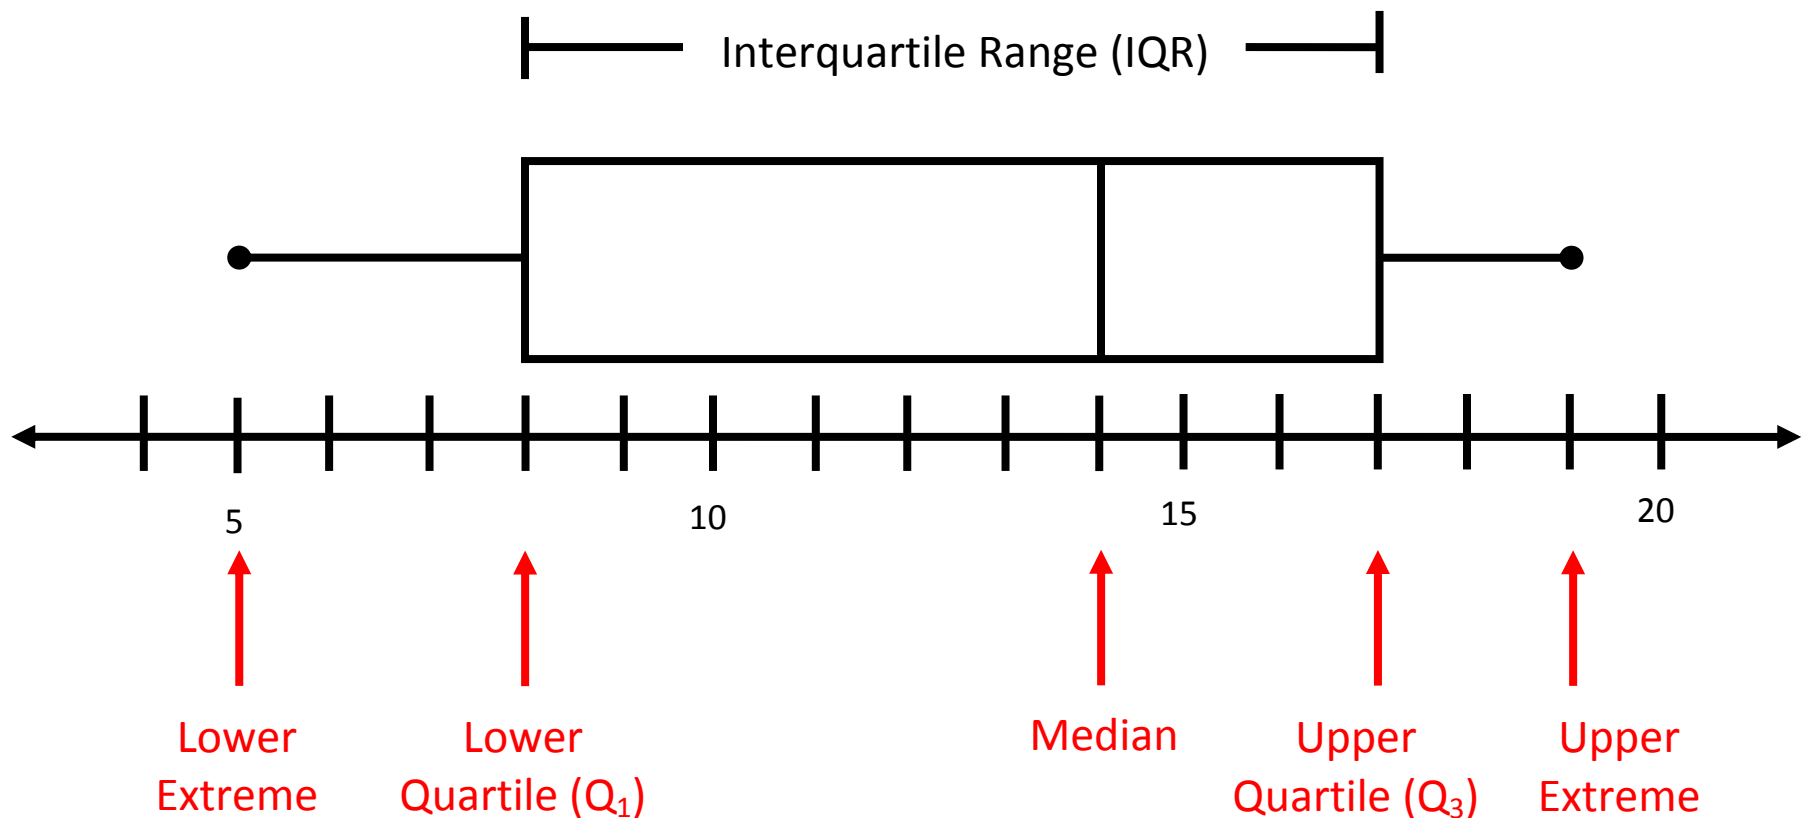 Interquartile Range (IQR)
5
10
15
20
Lower
Extreme
Lower
Quartile (Q₁)
Median
Upper
Quartile (Q₃)
Upper
Extreme